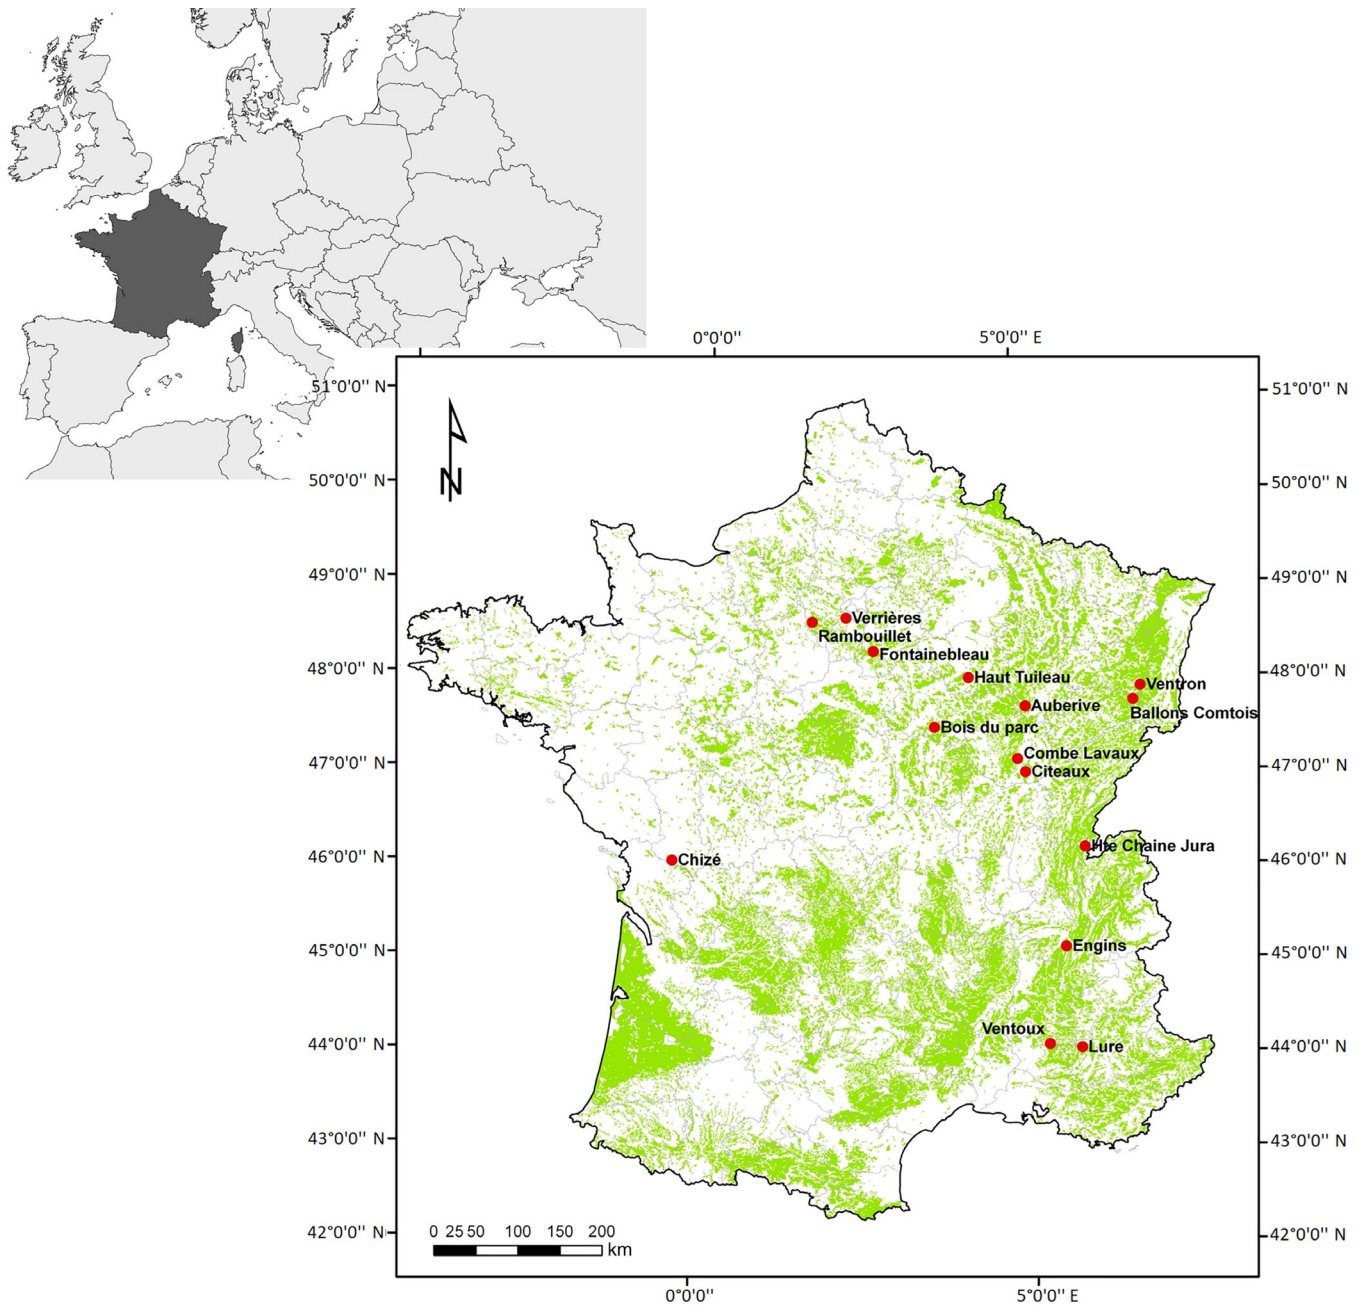 0°0'0'' 5°0'0'' E
51°0'0'' N 51°0'0'' N
N
50°0'0'' N 50°0'0'' N
49°0'0'' N 49°0'0'' N
Verrières
Rambouillet
Fontainebleau
48°0'0'' N 48°0'0'' N
Haut Tuileau
Ventron
Auberive
Ballons Comtois
Bois du parc
Combe Lavaux
47°0'0'' N 47°0'0'' N
Citeaux
Hte Chaine Jura
46°0'0'' N 46°0'0'' N
Chizé
Engins
45°0'0'' N 45°0'0'' N
Ventoux
44°0'0'' N 44°0'0'' N
Lure
43°0'0'' N 43°0'0'' N
42°0'0'' N 42°0'0'' N
0 25 50 100 150 200
km
0°0'0'' 5°0'0'' E